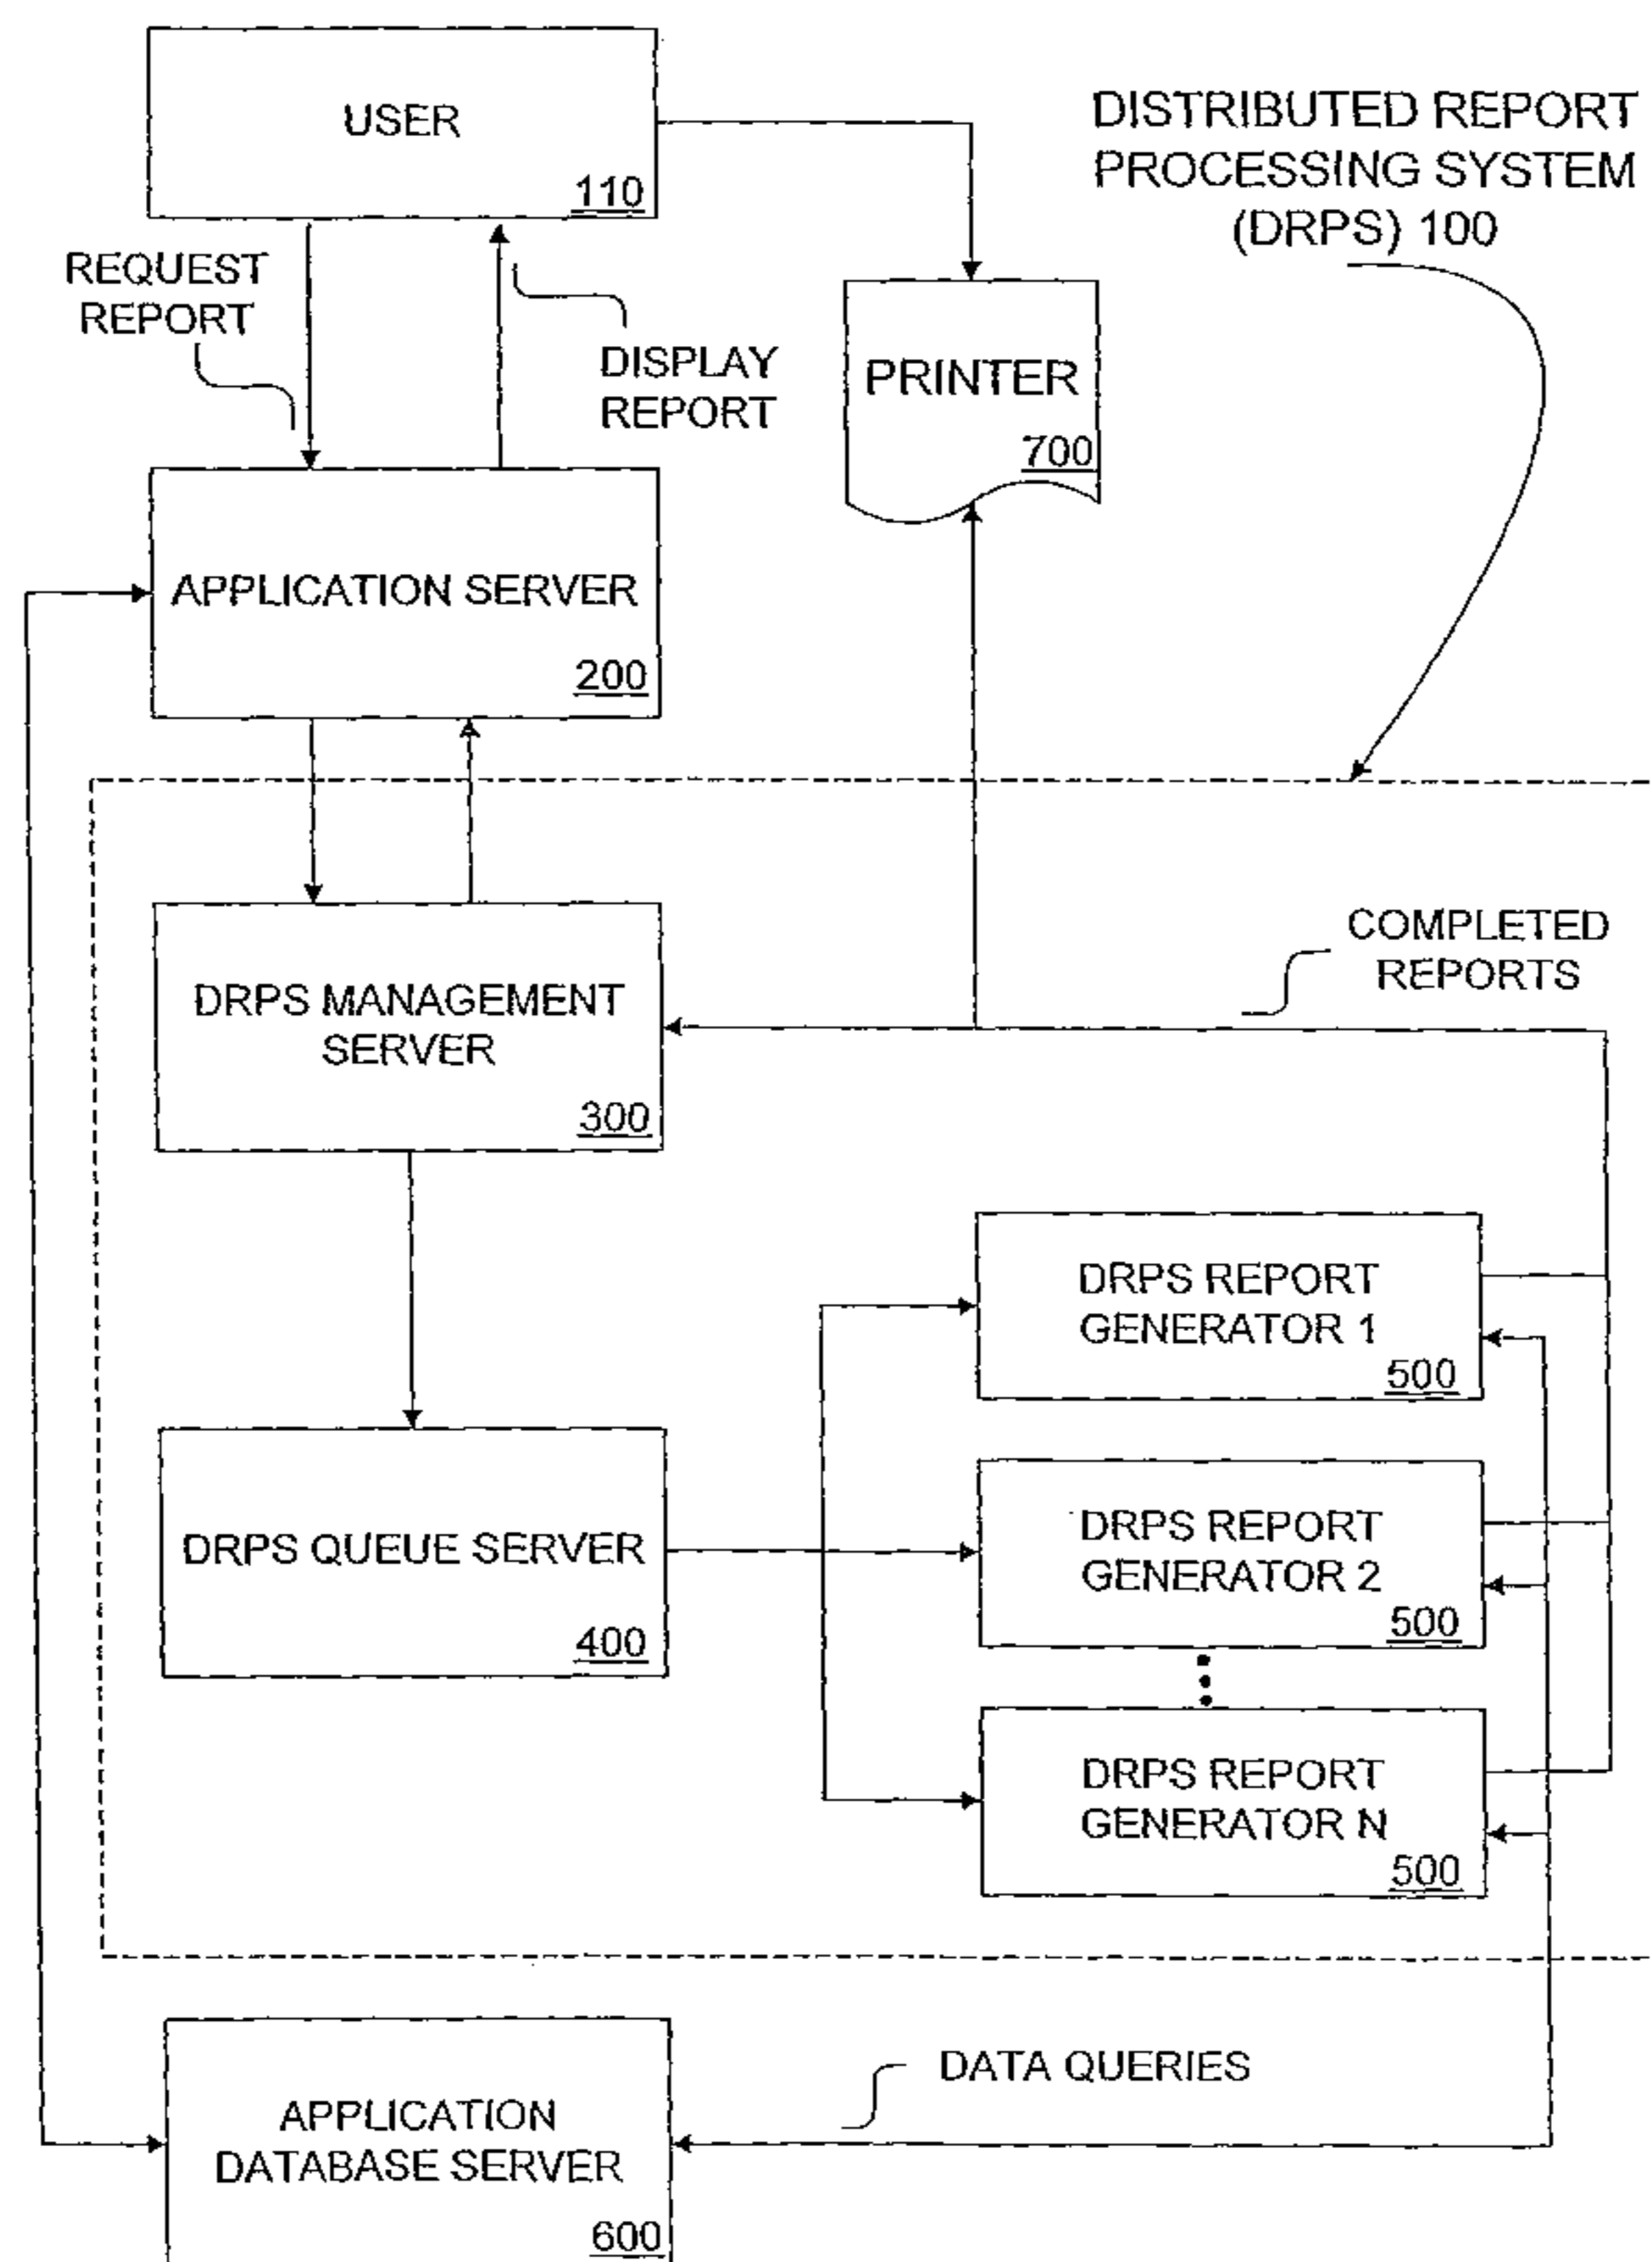 USER
110
DISTRIBUTED REPORT
PROCESSING SYSTEM
(DRPS) 100
REQUEST
REPORT
DISPLAY
REPORT
PRINTER
700
APPLICATION SERVER
200
COMPLETED
REPORTS
DRPS MANAGEMENT
SERVER
300
DRPS REPORT
GENERATOR 1
500
DRPS QUEUE SERVER
400
DRPS REPORT
GENERATOR 2
500
DRPS REPORT
GENERATOR N
500
DATA QUERIES
APPLICATION
DATABASE SERVER
600